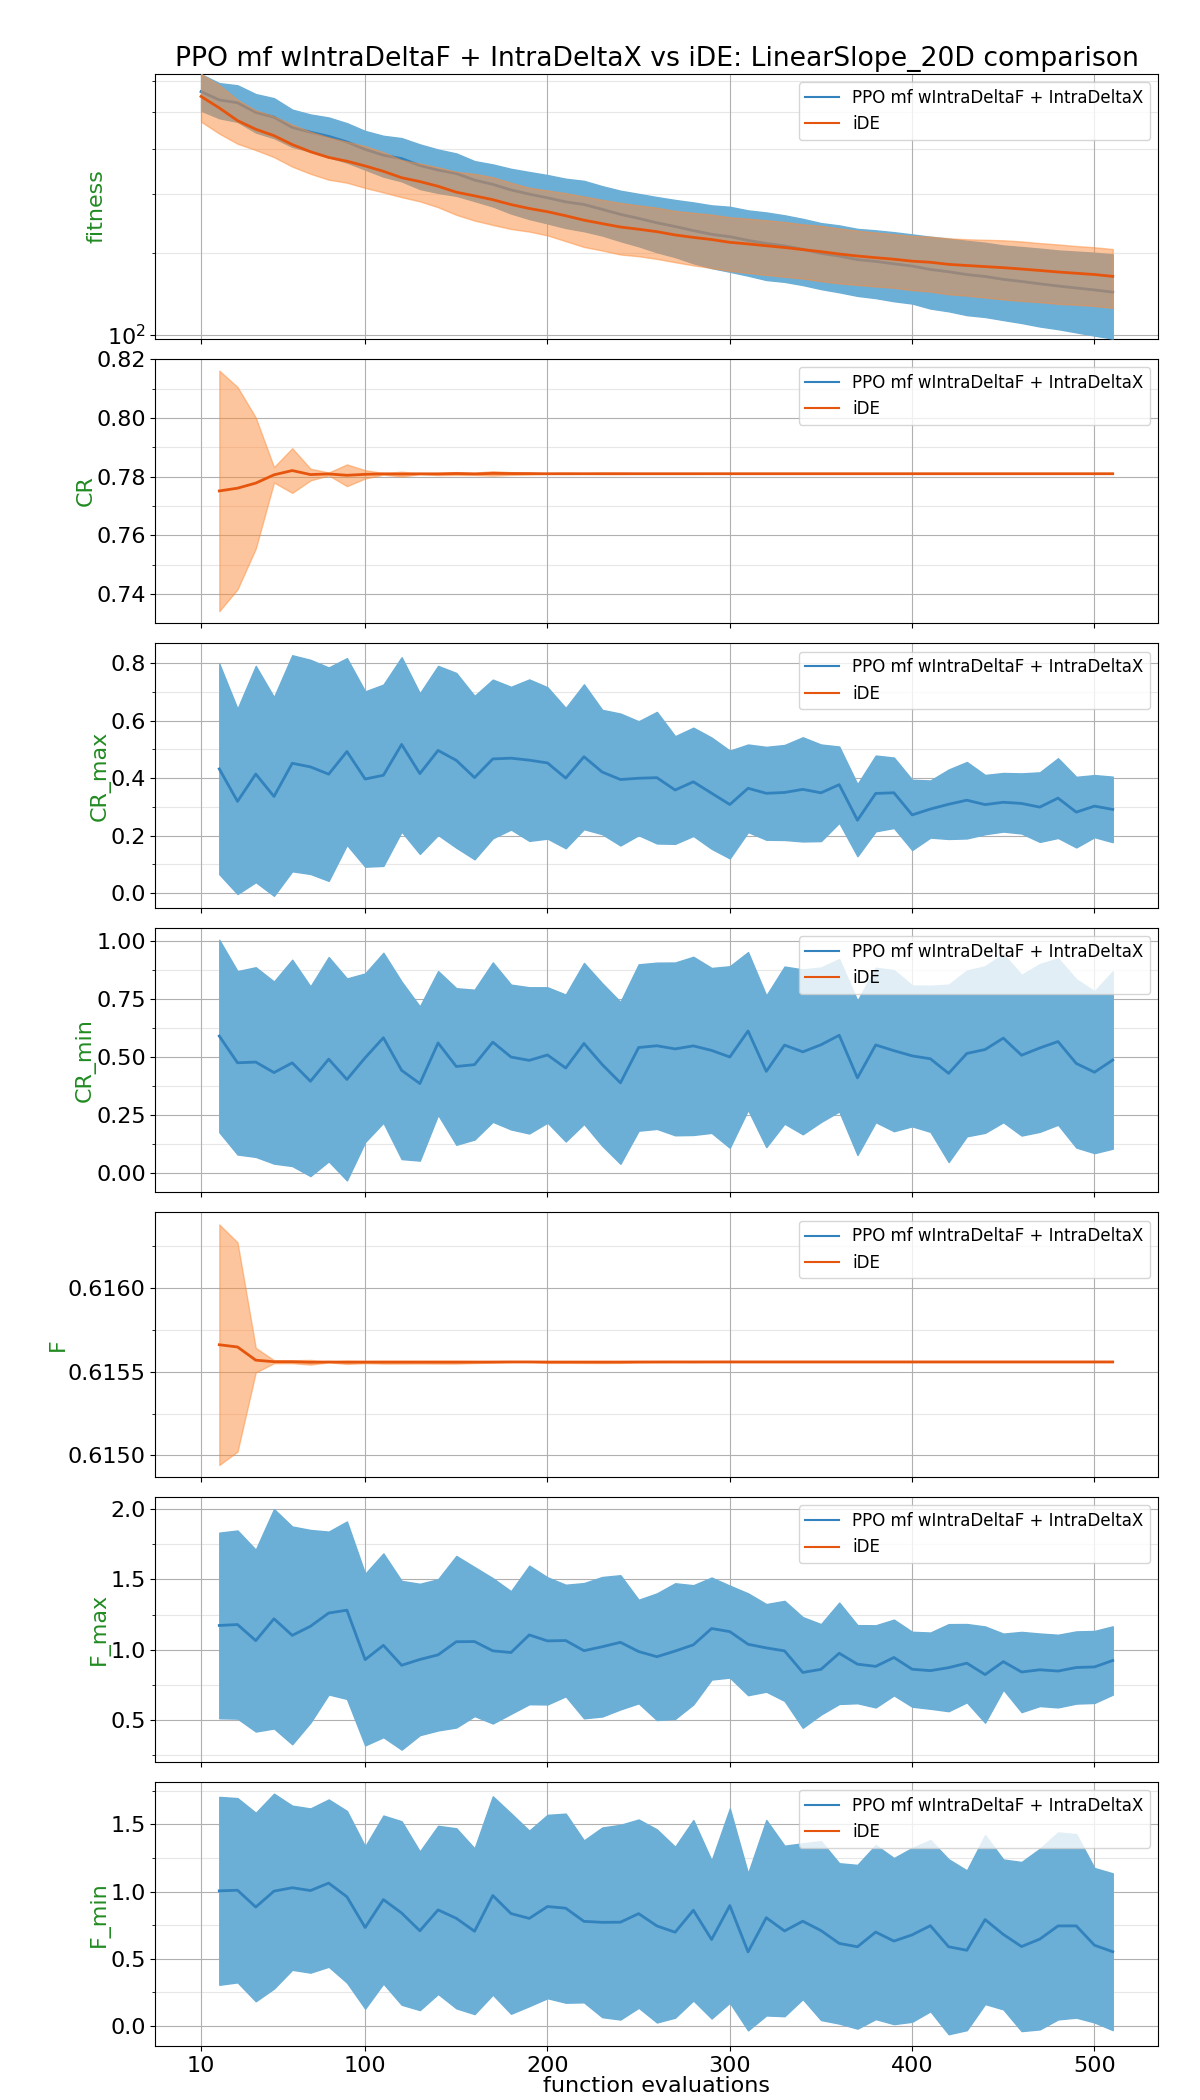 PPO mf wIntraDeltaF + IntraDeltaX vs iDE: LinearSlope_20D comparison
PPO mf wIntraDeltaF + IntraDeltaX
iDE
fitness
10²
0.82
0.80
0.78
0.76
0.74
CR
PPO mf wIntraDeltaF + IntraDeltaX
iDE
0.8
0.6
0.4
0.2
0.0
CR_max
PPO mf wIntraDeltaF + IntraDeltaX
iDE
1.00
0.75
0.50
0.25
0.00
CR_min
PPO mf wIntraDeltaF + IntraDeltaX
iDE
0.6160
0.6155
0.6150
F
PPO mf wIntraDeltaF + IntraDeltaX
iDE
2.0
1.5
1.0
0.5
F_max
PPO mf wIntraDeltaF + IntraDeltaX
iDE
1.5
1.0
0.5
0.0
F_min
PPO mf wIntraDeltaF + IntraDeltaX
iDE
10 100 200 300 400 500
function evaluations